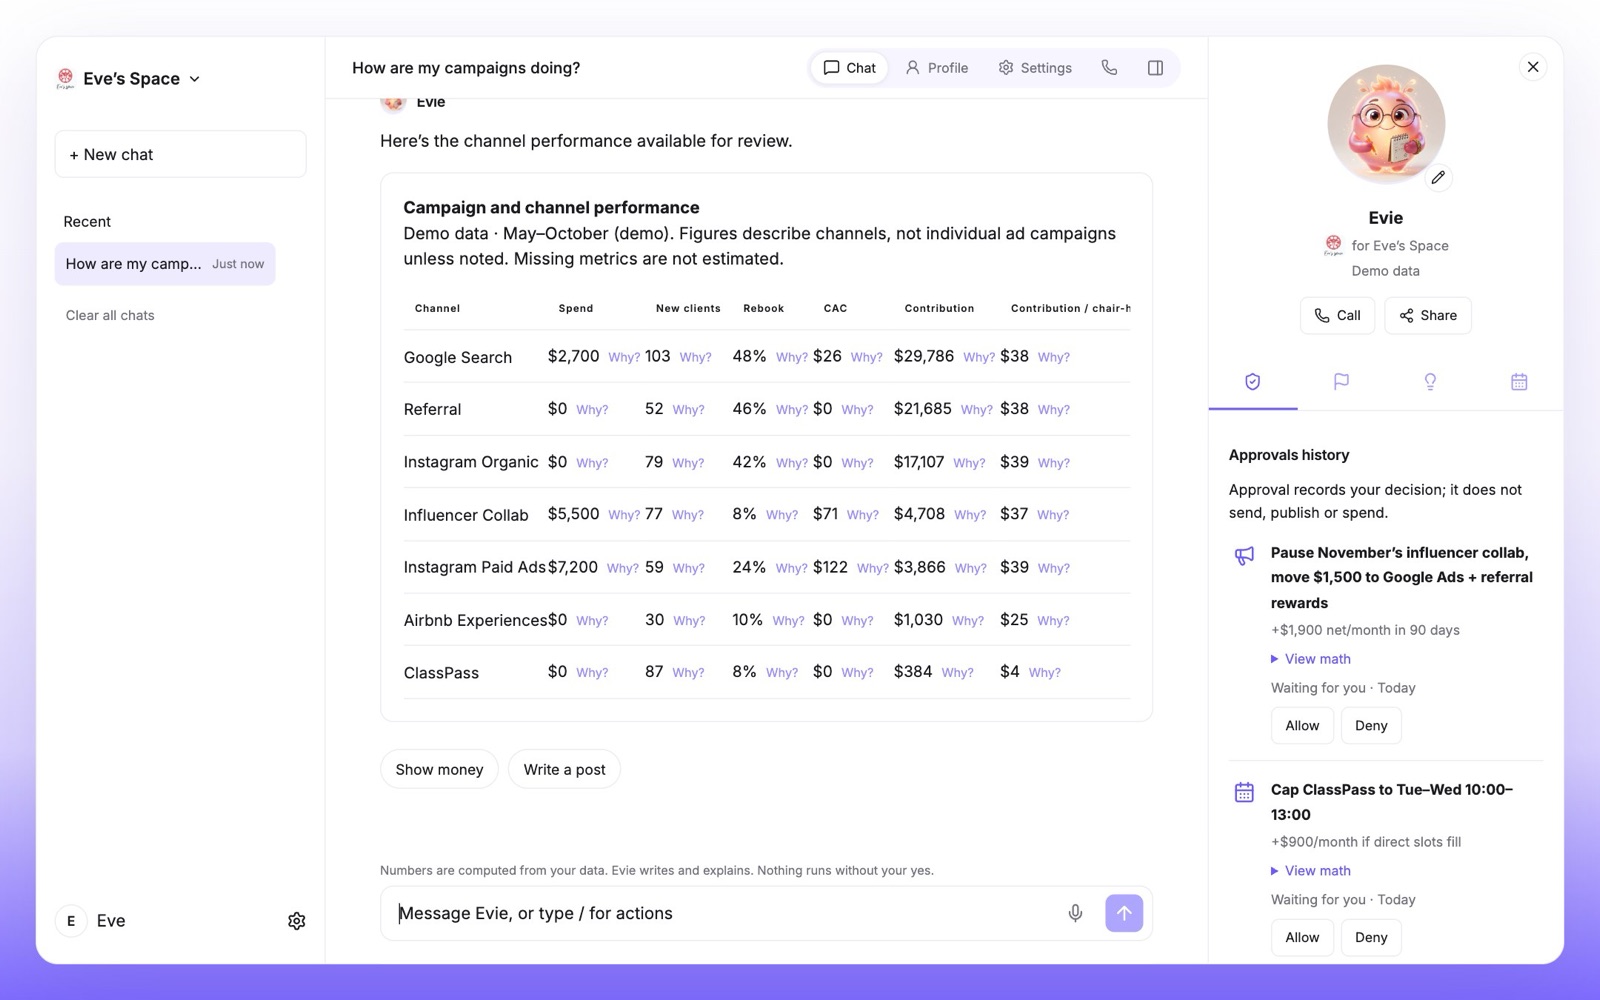 Eve's Space
+ New chat
Recent
How are my camp... Just now
Clear all chats
E Eve
How are my campaigns doing?
Chat Profile Settings
Evie
Here's the channel performance available for review.
Campaign and channel performance
Demo data · May–October (demo). Figures describe channels, not individual ad campaigns
unless noted. Missing metrics are not estimated.
Channel Spend New clients Rebook CAC Contribution Contribution / chair-h
Google Search $2,700 Why? 103 Why? 48% Why? $26 Why? $29,786 Why? $38 Why?
Referral $0 Why? 52 Why? 46% Why? $0 Why? $21,685 Why? $38 Why?
Instagram Organic $0 Why? 79 Why? 42% Why? $0 Why? $17,107 Why? $39 Why?
Influencer Collab $5,500 Why? 77 Why? 8% Why? $71 Why? $4,708 Why? $37 Why?
Instagram Paid Ads $7,200 Why? 59 Why? 24% Why? $122 Why? $3,866 Why? $39 Why?
Airbnb Experiences $0 Why? 30 Why? 10% Why? $0 Why? $1,030 Why? $25 Why?
ClassPass $0 Why? 87 Why? 8% Why? $0 Why? $384 Why? $4 Why?
Show money Write a post
Numbers are computed from your data. Evie writes and explains. Nothing runs without your yes.
Message Evie, or type / for actions
Evie
for Eve's Space
Demo data
Call Share
Approvals history
Approval records your decision; it does not
send, publish or spend.
Pause November's influencer collab,
move $1,500 to Google Ads + referral
rewards
+$1,900 net/month in 90 days
View math
Waiting for you · Today
Allow Deny
Cap ClassPass to Tue–Wed 10:00–
13:00
+$900/month if direct slots fill
View math
Waiting for you · Today
Allow Deny